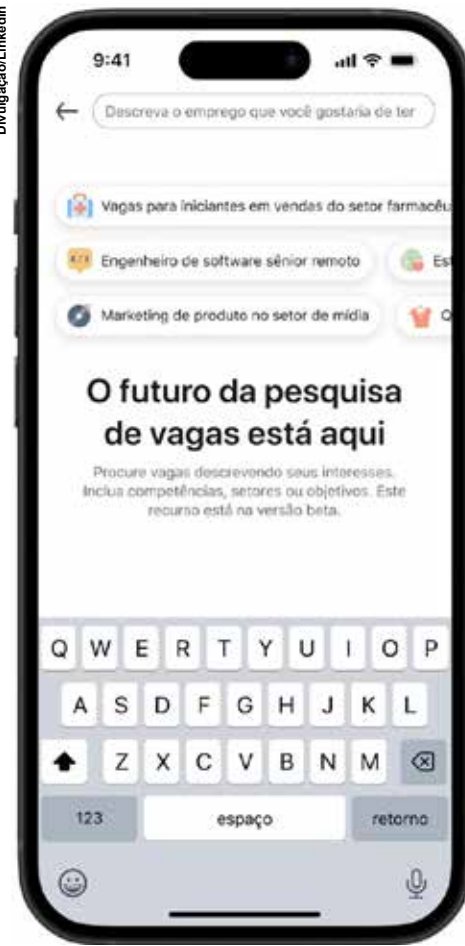 Divulgação/LinkedIn
9:41
Descreva o emprego que você gostaria de ter
Vagas para iniciantes em vendas do setor farmacêu
Engenheiro de software sênior remoto
Est
Marketing de produto no setor de mídia
Q
O futuro da pesquisa
de vagas está aqui
Procure vagas descrevendo seus interesses.
Inclua competências, setores ou objetivos. Este
recurso está na versão beta.
Q W E R T Y U I O P
A S D F G H J K L
Z X C V B N M
123 espaço retorno